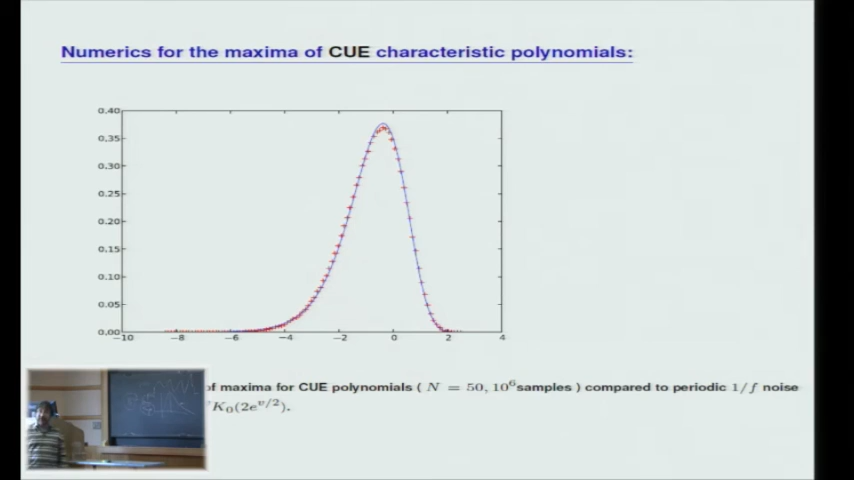 Numerics for the maxima of CUE characteristic polynomials:
0.40
0.35
0.30
0.25
0.20
0.15
0.10
0.05
0.00
−10 −8 −6 −4 −2 0 2 4
of maxima for CUE polynomials ( N = 50, 10⁶samples ) compared to periodic 1/f noise
K₀(2e^{v/2}).